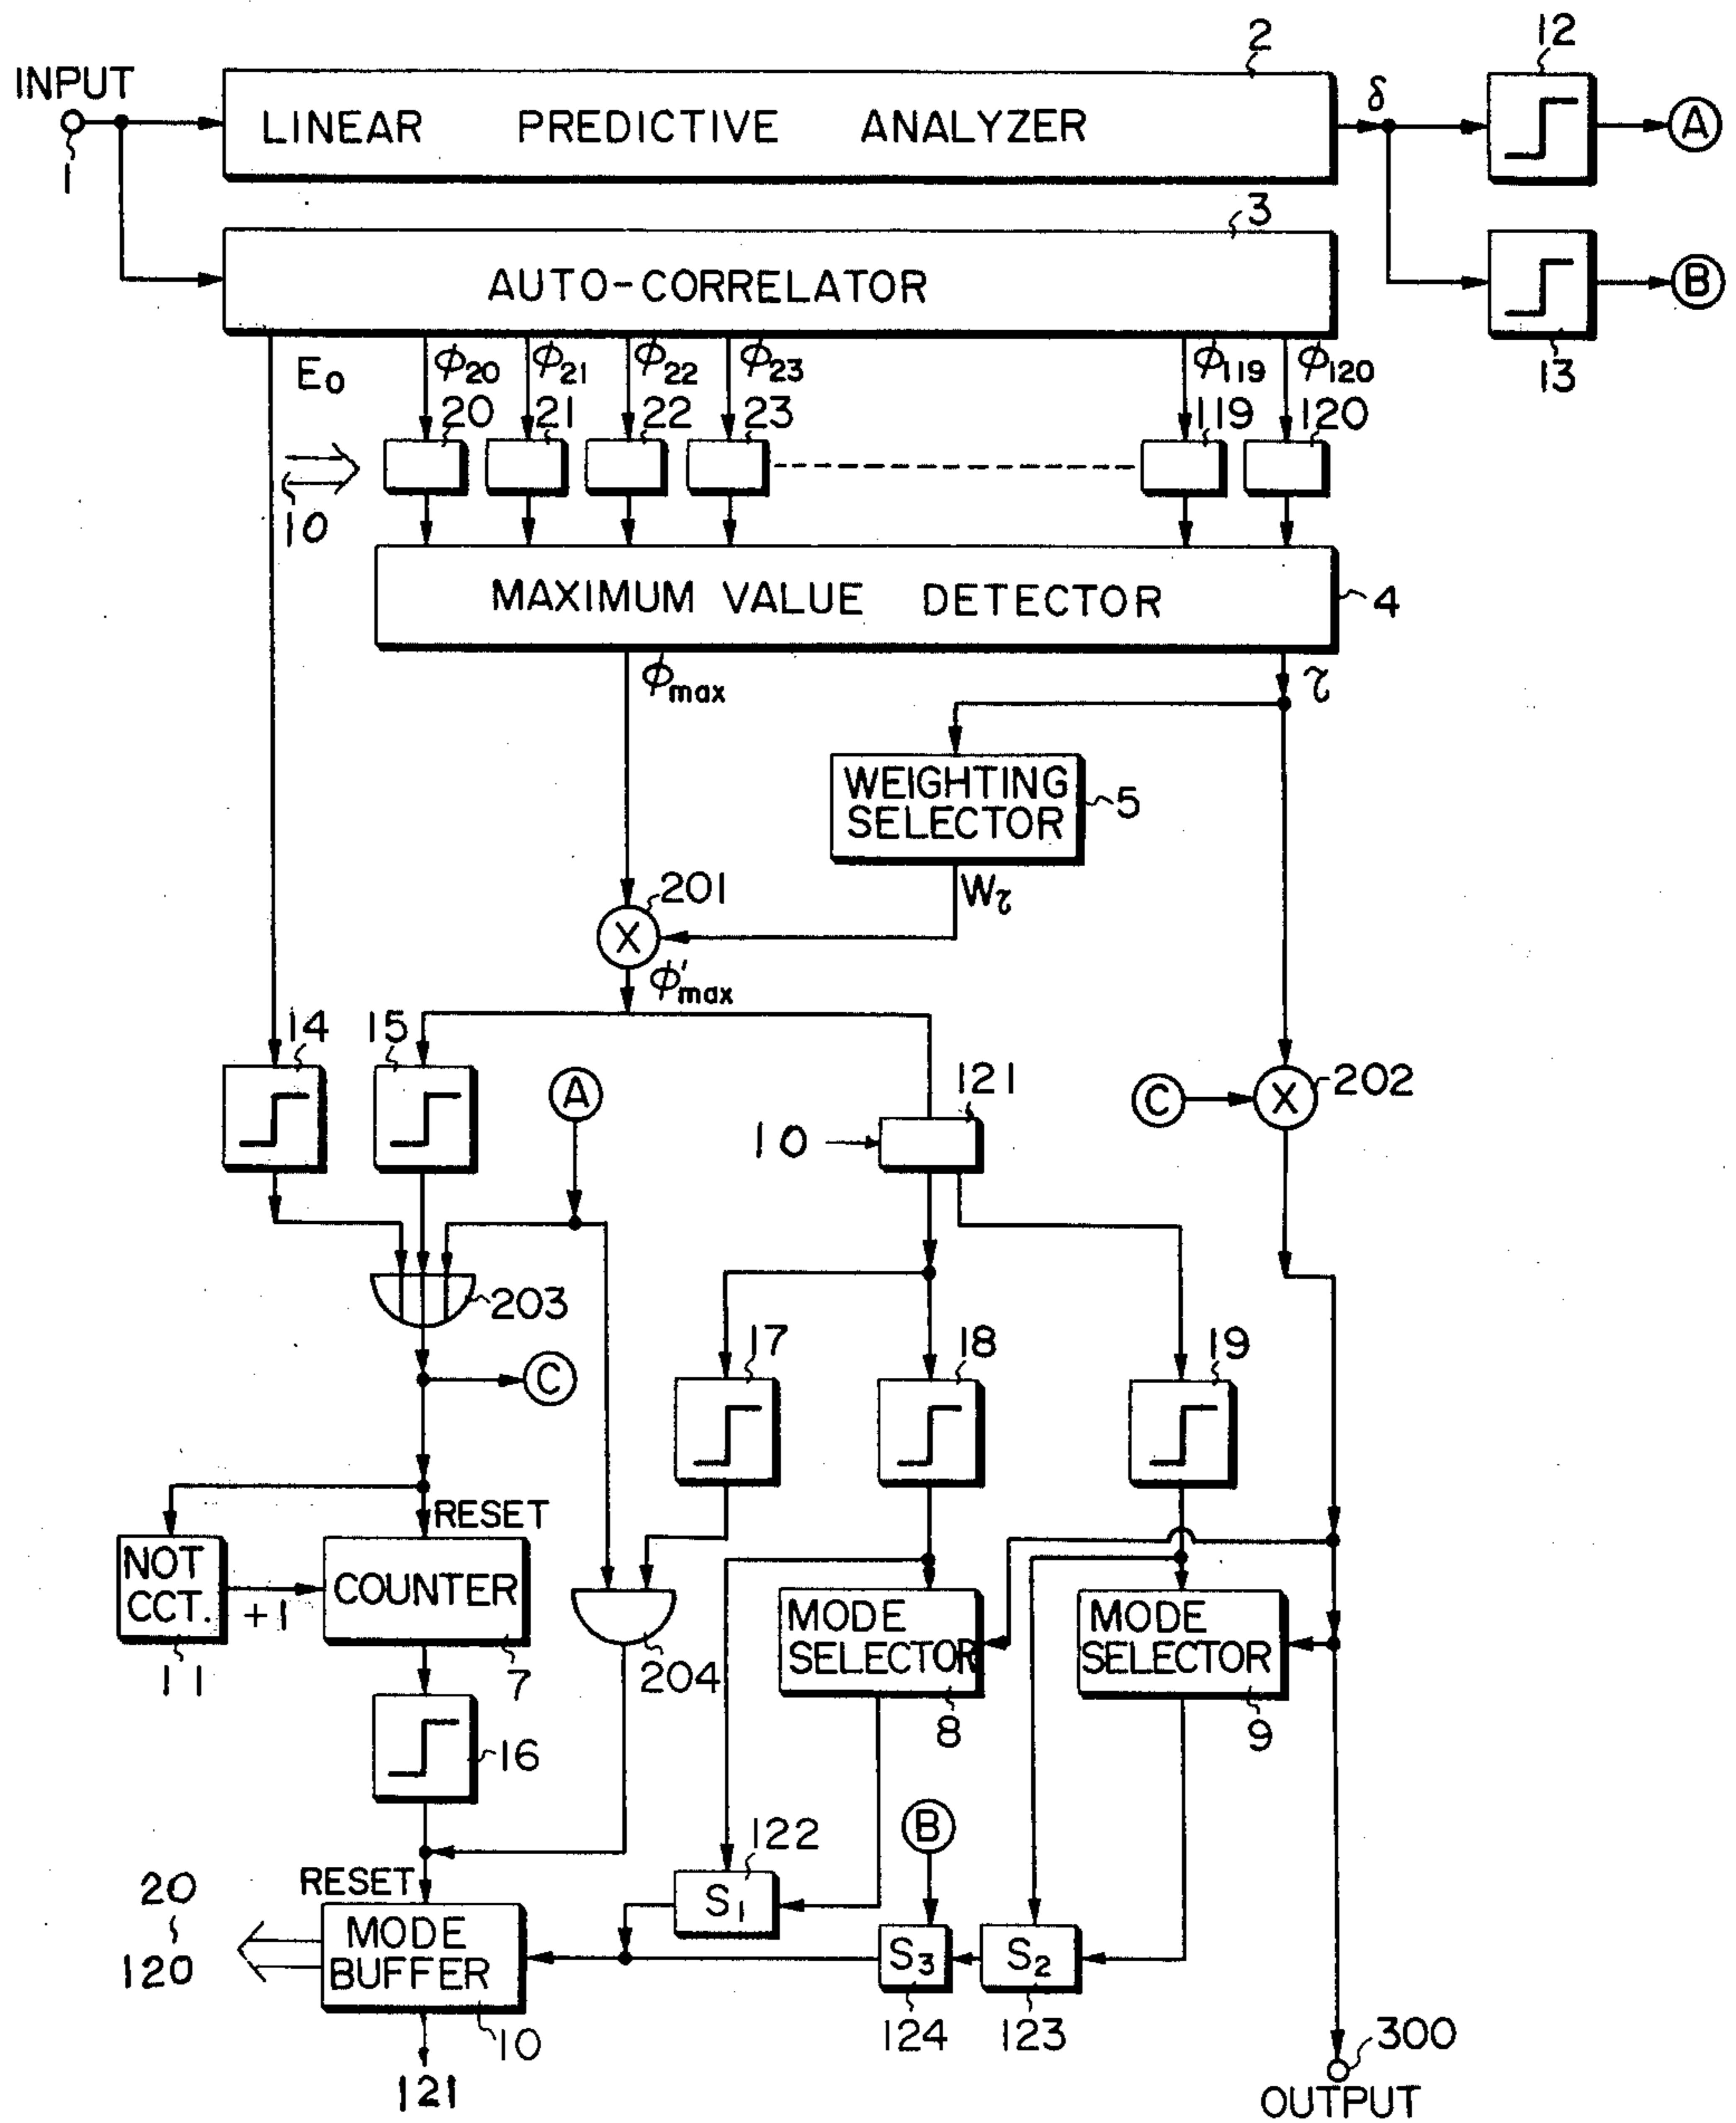 INPUT
1
2
LINEAR PREDICTIVE ANALYZER
δ
12
A
3
AUTO-CORRELATOR
13
B
E0
ϕ20
ϕ21
ϕ22
ϕ23
ϕ119
ϕ120
20
21
22
23
119
120
10
MAXIMUM VALUE DETECTOR
4
ϕmax
τ
WEIGHTING
SELECTOR
5
Wτ
201
X
ϕ'max
14
15
A
121
10
C
X
202
203
C
17
18
19
RESET
NOT
CCT.
+1
COUNTER
11
7
204
MODE
SELECTOR
8
MODE
SELECTOR
9
16
B
122
S1
20
120
RESET
MODE
BUFFER
10
S3
S2
124
123
121
300
OUTPUT